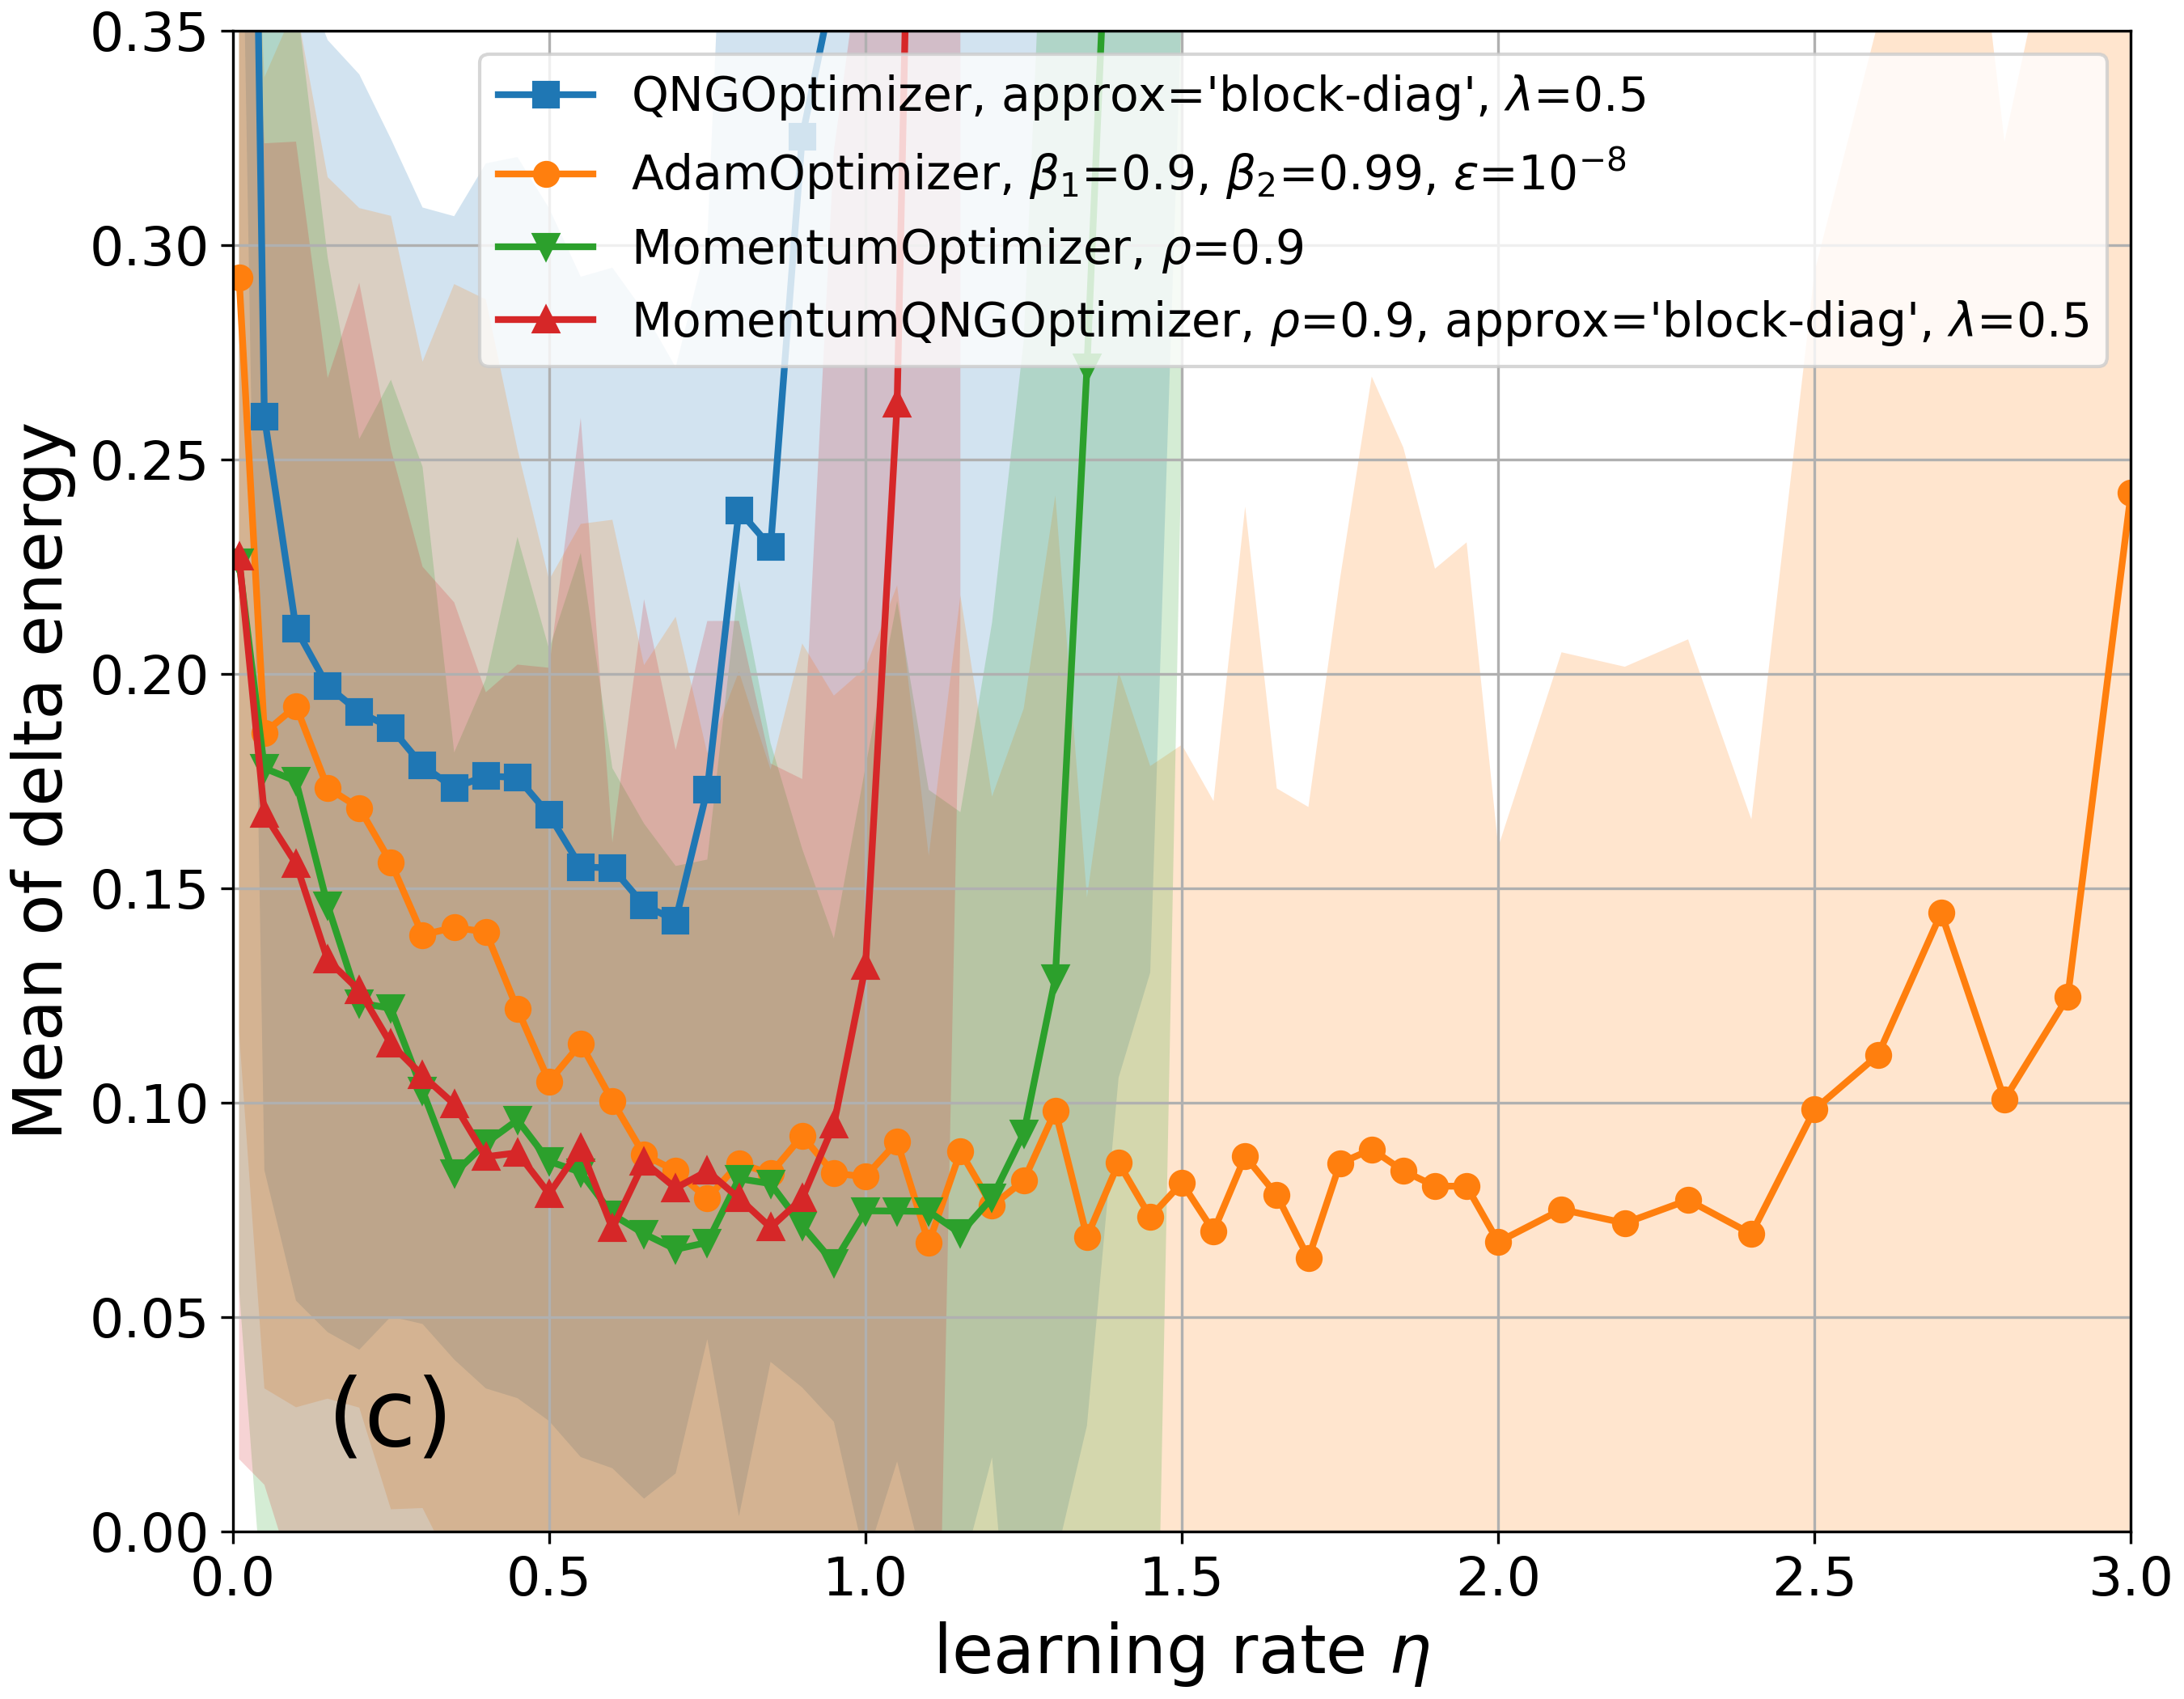 0.35
0.30
0.25
0.20
0.15
0.10
0.05
0.00
Mean of delta energy
QNGOptimizer, approx='block-diag', λ=0.5
AdamOptimizer, β₁=0.9, β₂=0.99, ε=10⁻⁸
MomentumOptimizer, ρ=0.9
MomentumQNGOptimizer, ρ=0.9, approx='block-diag', λ=0.5
(c)
0.0 0.5 1.0 1.5 2.0 2.5 3.0
learning rate η